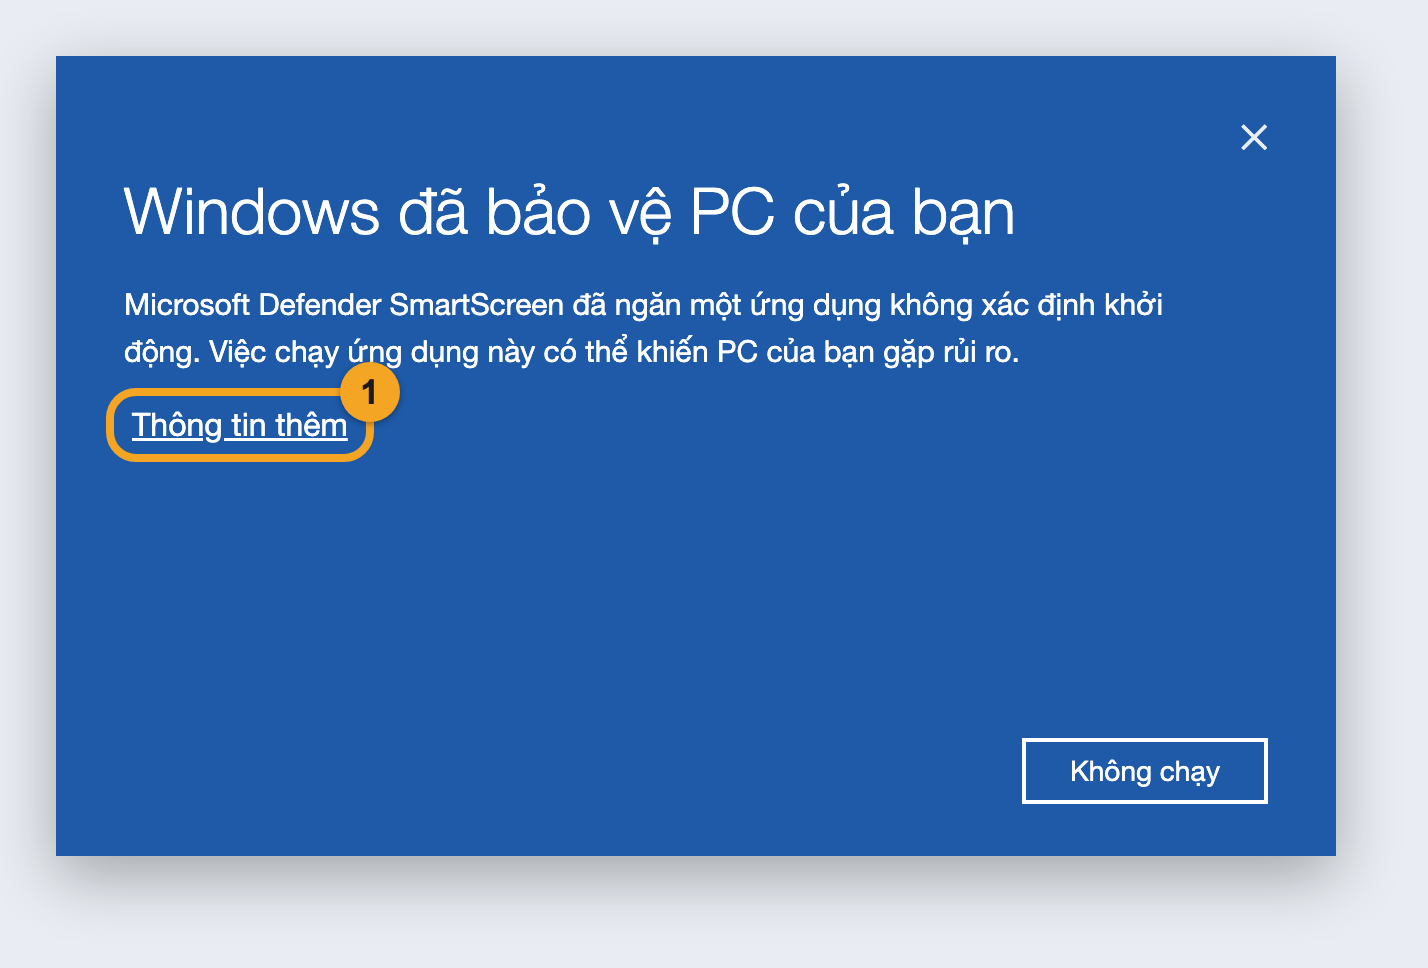 Windows đã bảo vệ PC của bạn
Microsoft Defender SmartScreen đã ngăn một ứng dụng không xác định khởi
động. Việc chạy ứng dụng này có thể khiến PC của bạn gặp rủi ro.
1
Thông tin thêm
Không chạy